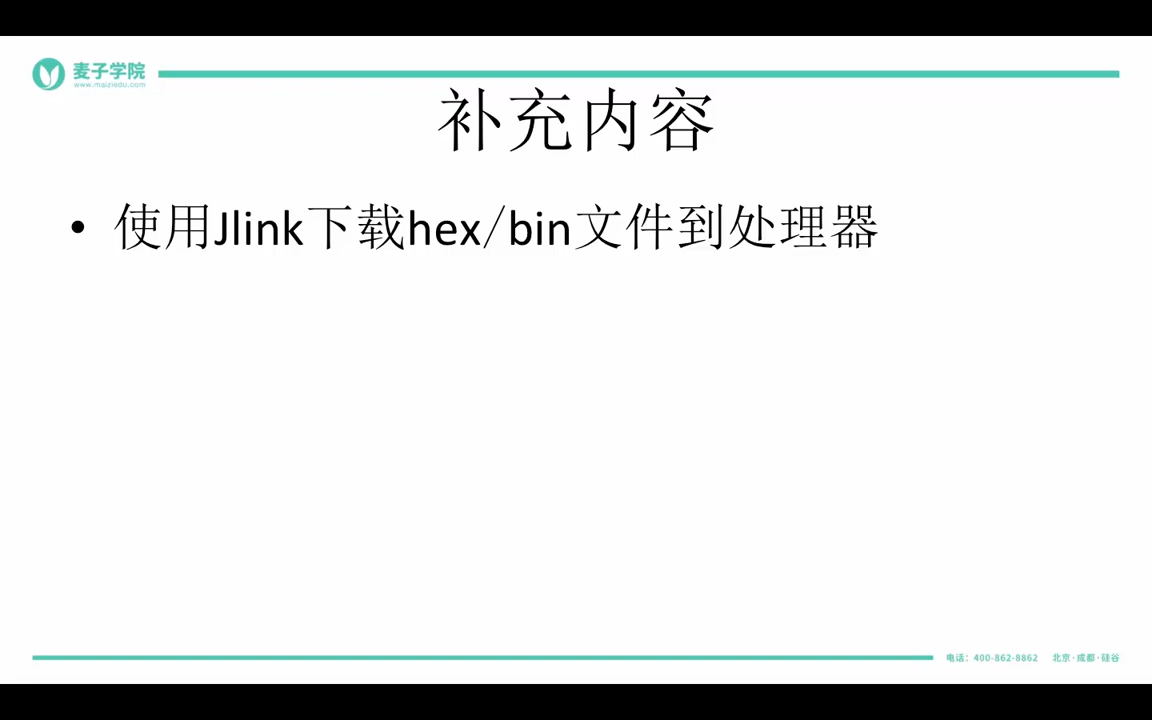 麦子学院
www.maiziedu.com
补充内容
• 使用Jlink下载hex/bin文件到处理器
电话：400-862-8862 北京·成都·硅谷